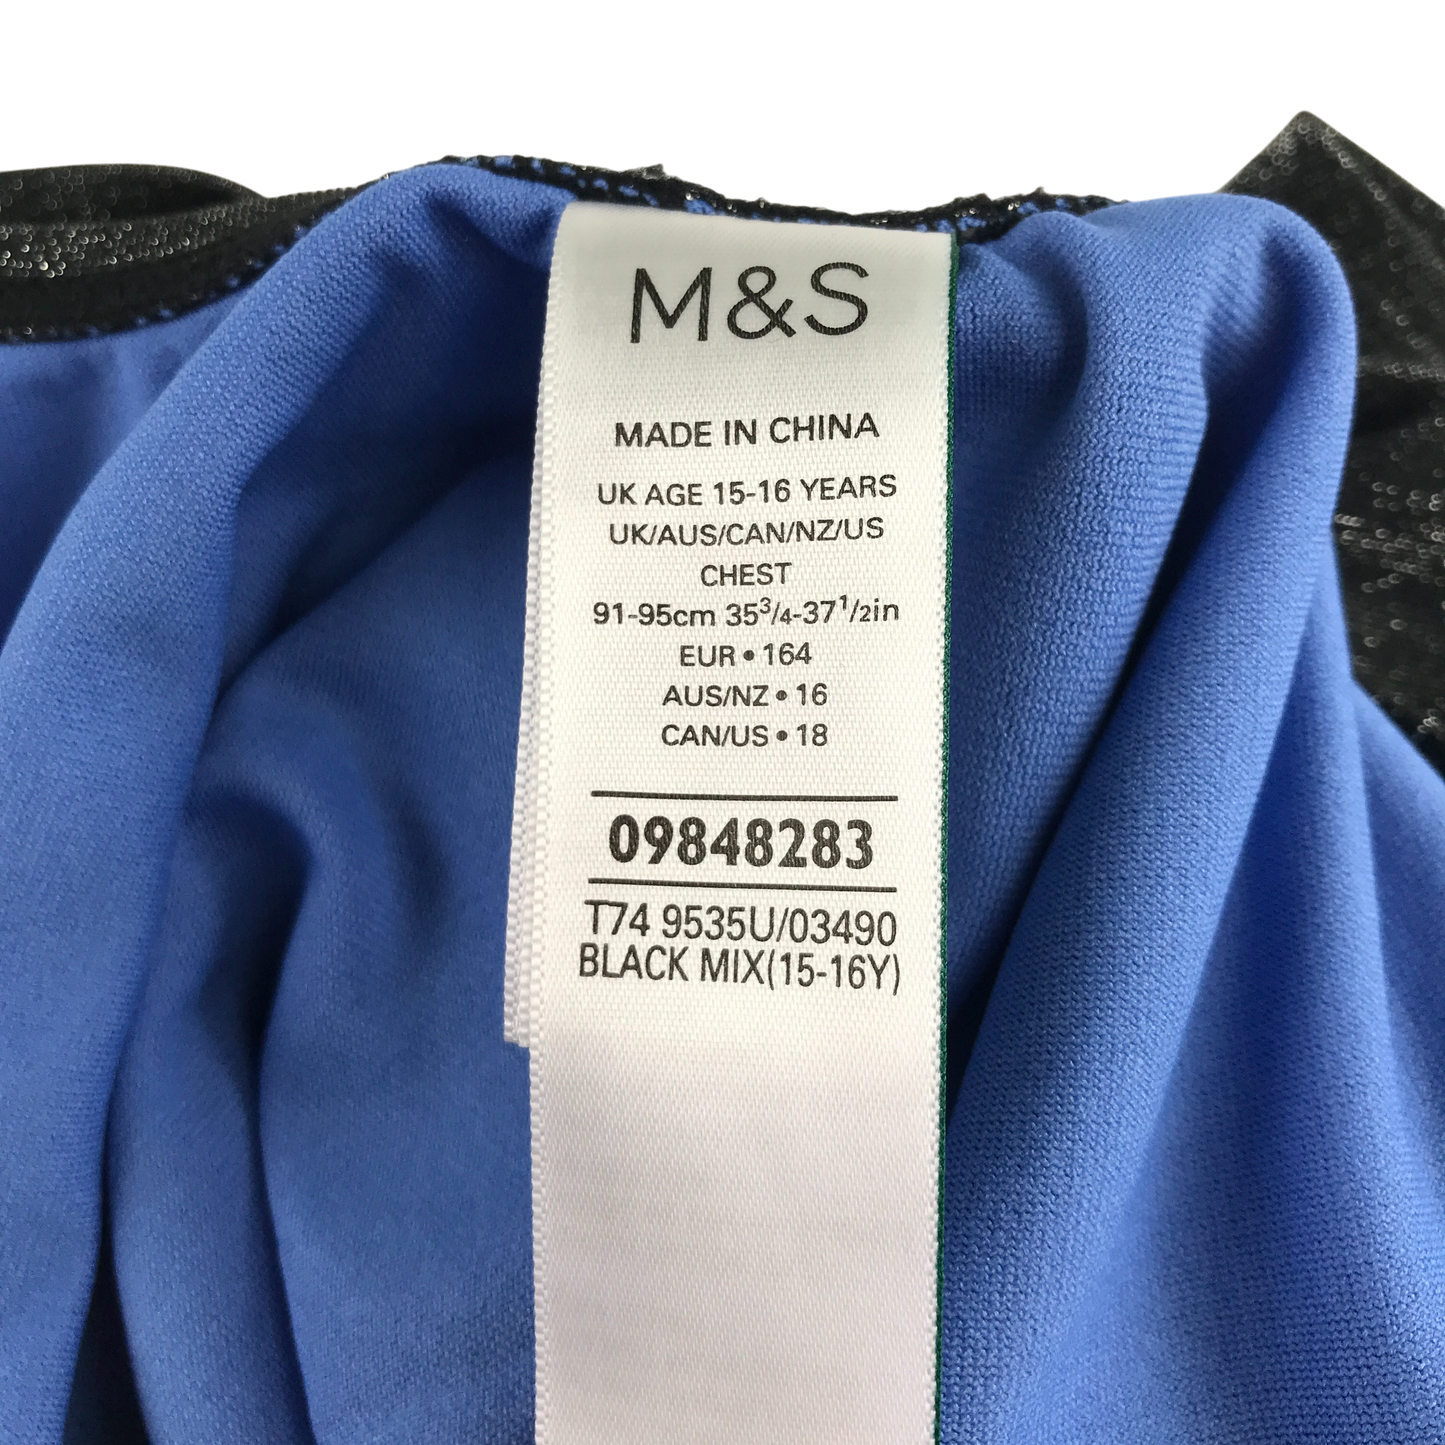 M&S
MADE IN CHINA
UK AGE 15-16 YEARS
UK/AUS/CAN/NZ/US
CHEST
91-95cm 35³/₄-37¹/₂in
EUR • 164
AUS/NZ • 16
CAN/US • 18
09848283
T74 9535U/03490
BLACK MIX(15-16Y)